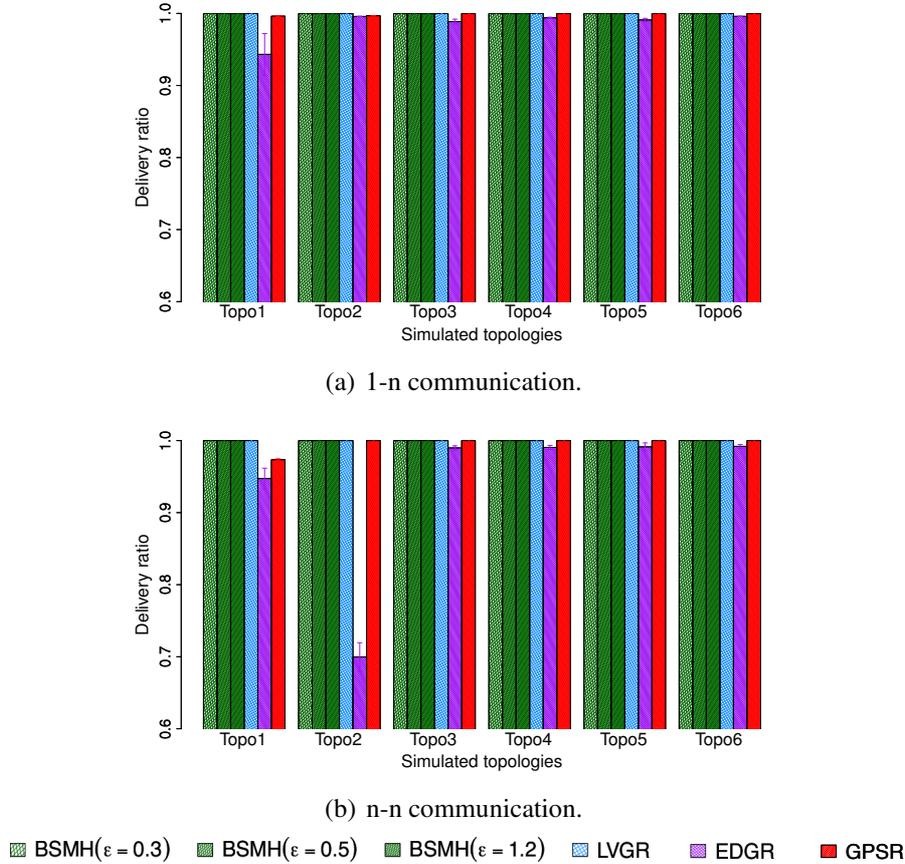 1.0
0.9
0.8
0.7
0.6
Delivery ratio
Topo1 Topo2 Topo3 Topo4 Topo5 Topo6
Simulated topologies
(a) 1-n communication.
1.0
0.9
0.8
0.7
0.6
Delivery ratio
Topo1 Topo2 Topo3 Topo4 Topo5 Topo6
Simulated topologies
(b) n-n communication.
BSMH(ε = 0.3) BSMH(ε = 0.5) BSMH(ε = 1.2) LVGR EDGR GPSR